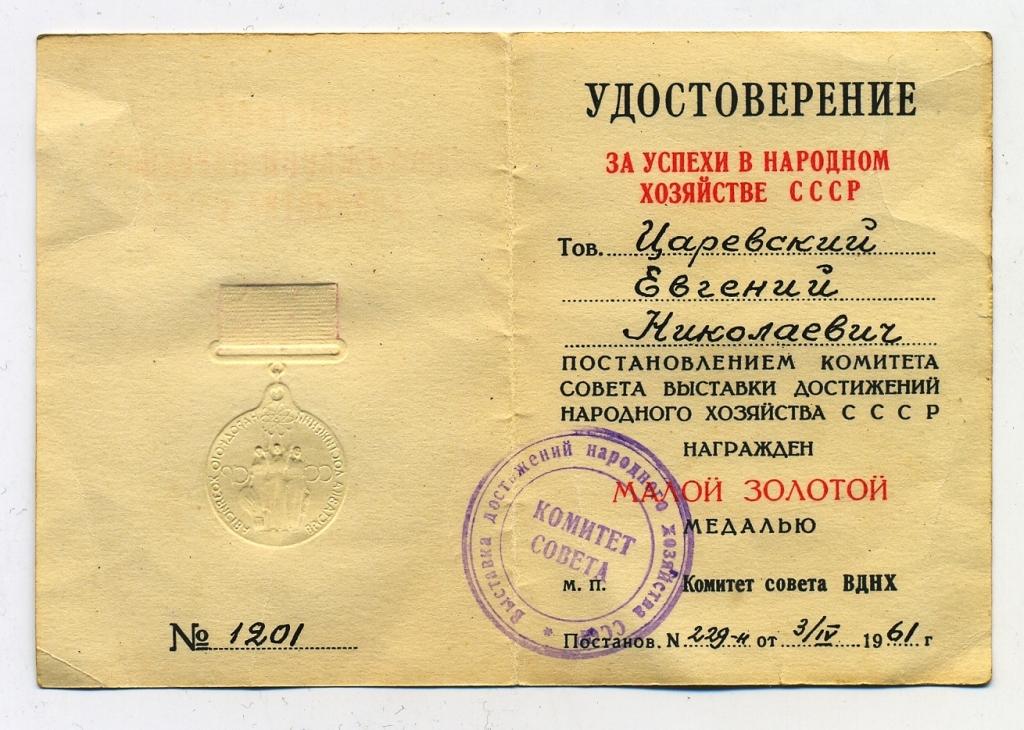 № 1201
УДОСТОВЕРЕНИЕ
ЗА УСПЕХИ В НАРОДНОМ
ХОЗЯЙСТВЕ СССР
Тов. Царевский
Евгений
Николаевич
ПОСТАНОВЛЕНИЕМ КОМИТЕТА
СОВЕТА ВЫСТАВКИ ДОСТИЖЕНИЙ
НАРОДНОГО ХОЗЯЙСТВА СССР
НАГРАЖДЕН
МАЛОЙ ЗОЛОТОЙ
МЕДАЛЬЮ
м. п. Комитет совета ВДНХ
Постанов. N 229-н от 3/IV 1961 г
Выставка достижений народного хозяйства СССР *
КОМИТЕТ
СОВЕТА